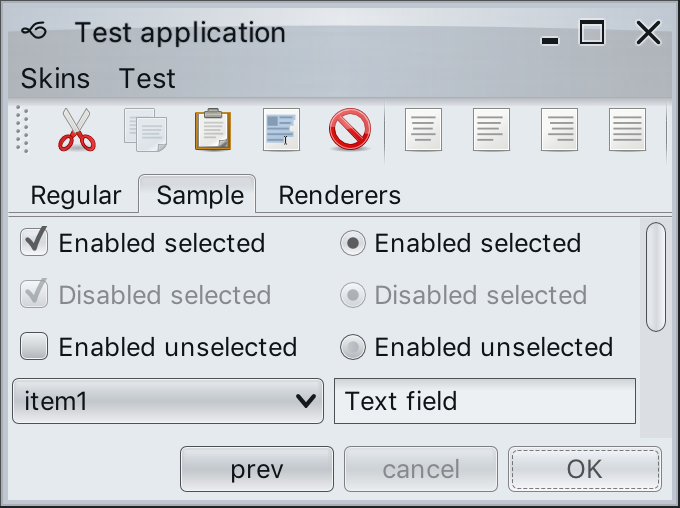 Test application
Skins Test
Regular Sample Renderers
Enabled selected Enabled selected
Disabled selected Disabled selected
Enabled unselected Enabled unselected
item1 Text field
prev cancel OK